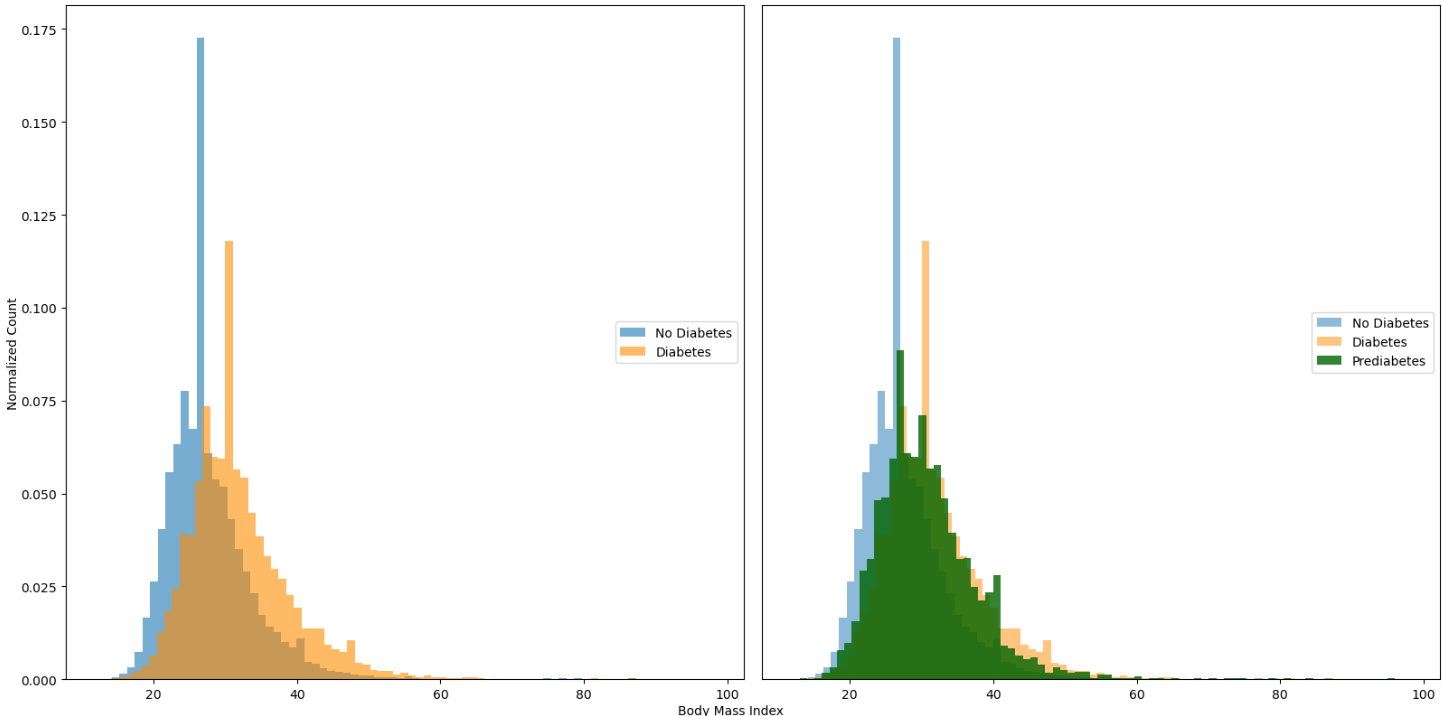 Normalized Count
0.175
0.150
0.125
0.100
0.075
0.050
0.025
0.000
20
40
60
80
100
No Diabetes
Diabetes
20
40
60
80
100
No Diabetes
Diabetes
Prediabetes
Body Mass Index